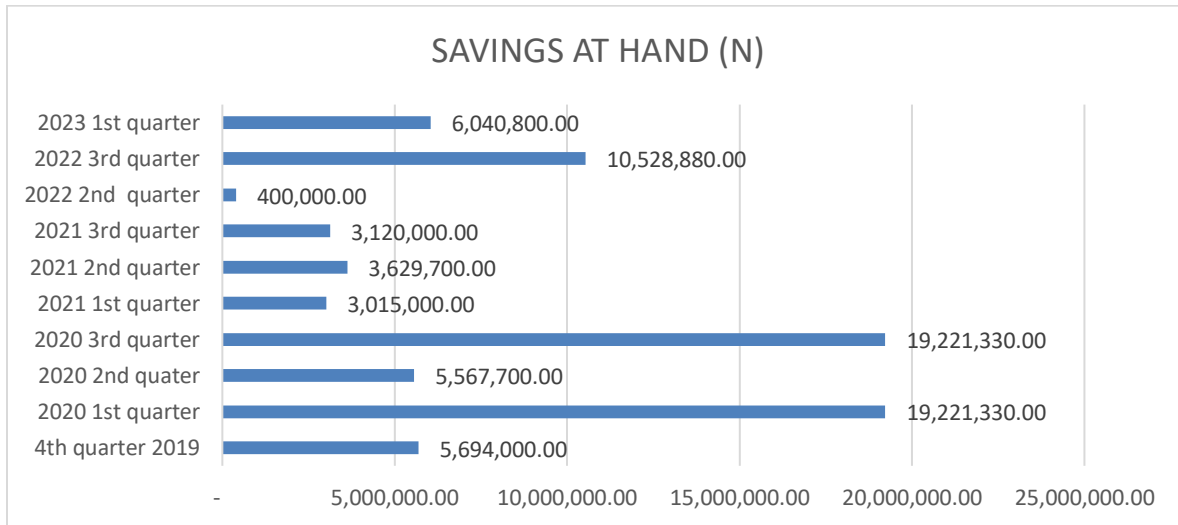 SAVINGS AT HAND (N)
2023 1st quarter 6,040,800.00
2022 3rd quarter 10,528,880.00
2022 2nd  quarter 400,000.00
2021 3rd quarter 3,120,000.00
2021 2nd quarter 3,629,700.00
2021 1st quarter 3,015,000.00
2020 3rd quarter 19,221,330.00
2020 2nd quater 5,567,700.00
2020 1st quarter 19,221,330.00
4th quarter 2019 5,694,000.00
- 5,000,000.00 10,000,000.00 15,000,000.00 20,000,000.00 25,000,000.00